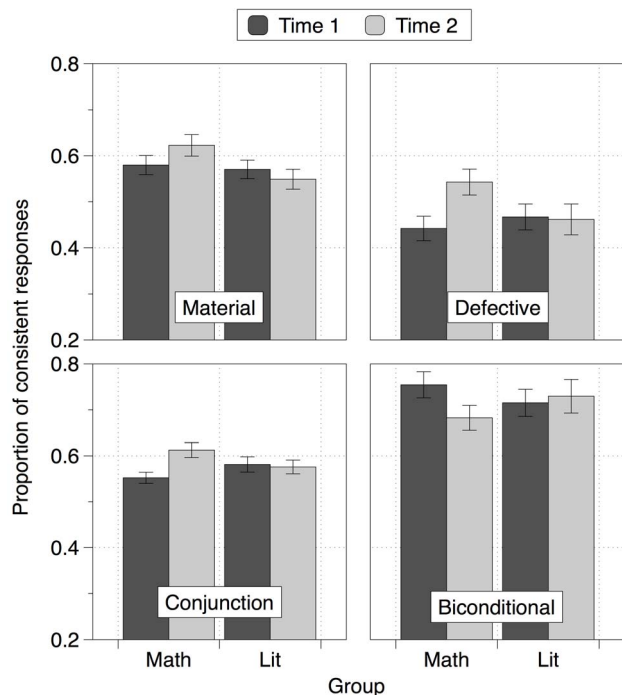 Time 1 Time 2
Proportion of consistent responses
0.8
0.6
0.4
0.2
Material
Defective
0.8
0.6
0.4
0.2
Conjunction
Biconditional
Math Lit Math Lit
Group